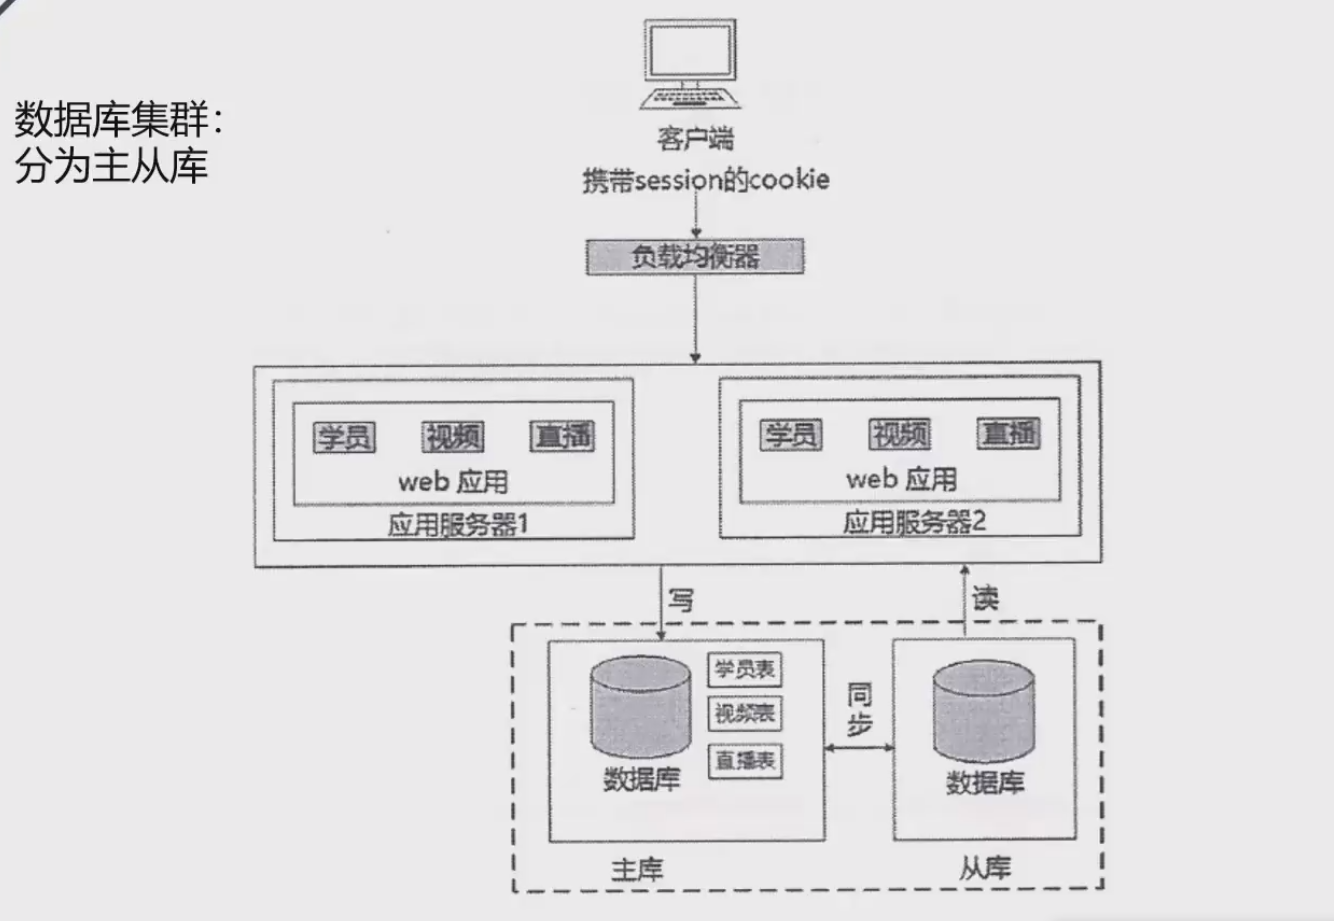 数据库集群：
分为主从库
客户端
携带session的cookie
负载均衡器
学员 视频 直播
web 应用
应用服务器1
学员 视频 直播
web 应用
应用服务器2
写
读
学员表
视频表
直播表
数据库
主库
同步
数据库
从库